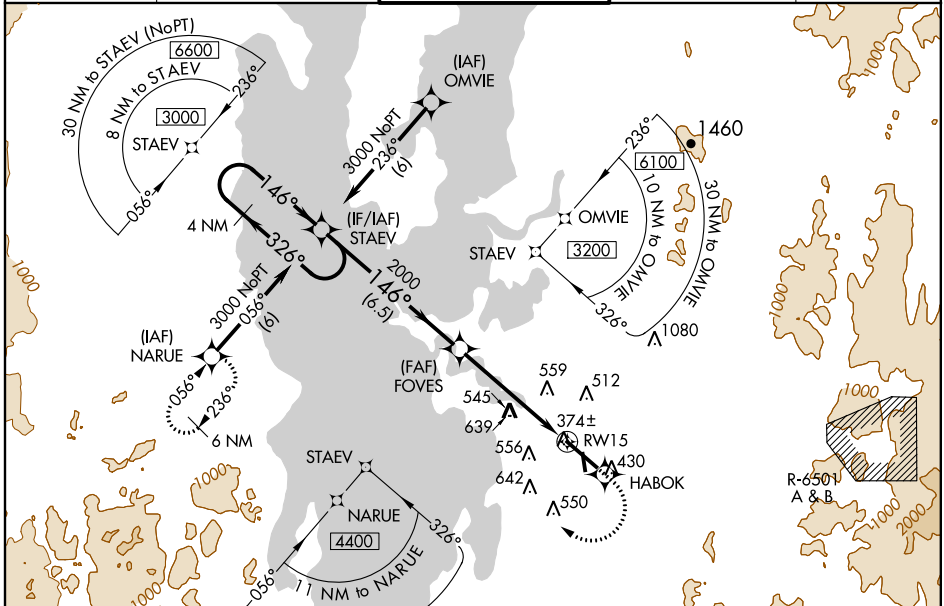 30 NM to STAEV (NoPT)
6600
8 NM to STAEV
236°
3000
STAEV
056°
(IAF)
OMVIE
3000 NoPT
236°
(6)
1000
1460
236°
6100
10 NM to OMVIE
30 NM to OMVIE
OMVIE
STAEV
3200
326°
1080
146°
4 NM
326°
(IF/IAF)
STAEV
2000
146°
(6.5)
1000
1000
3000 NoPT
056°
(6)
(IAF)
NARUE
056°
236°
6 NM
(FAF)
FOVES
559
512
545
639
374±
RW15
556
430
642
HABOK
550
1000
R-6501
A & B
1000
2000
STAEV
NARUE
4400
326°
056°
11 NM to NARUE
1000
1000
1000